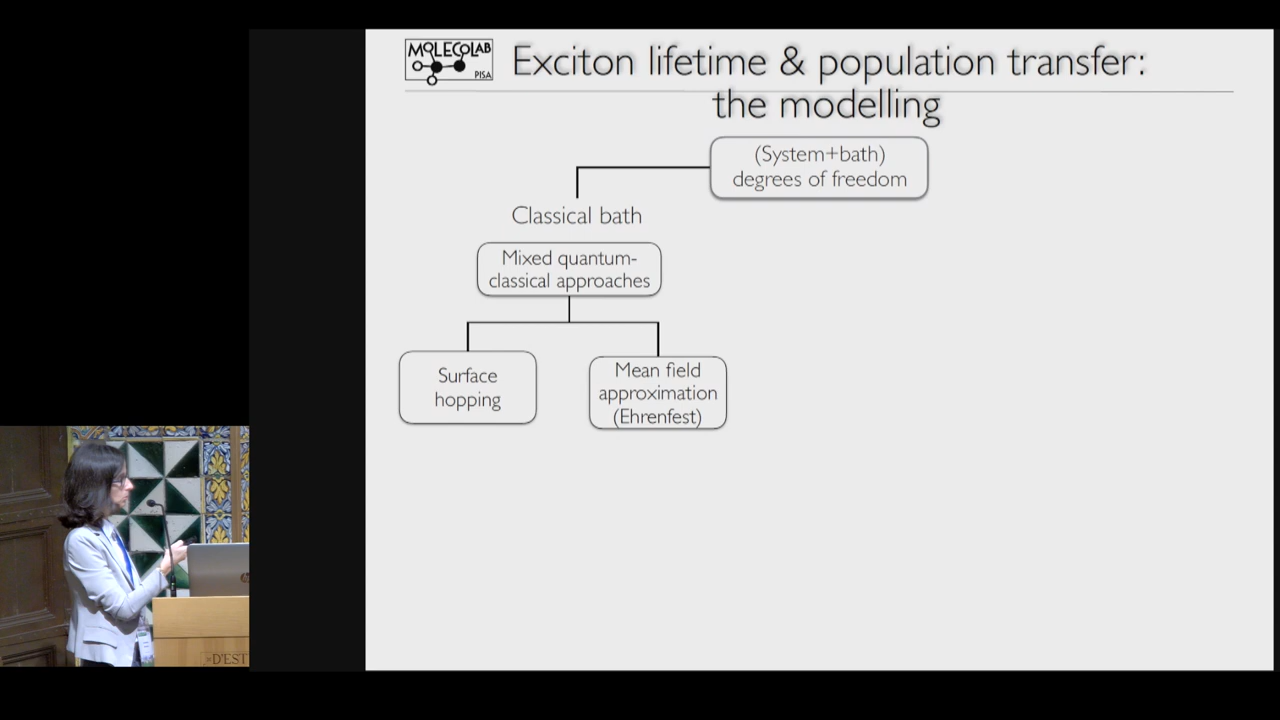 MOLECOLAB
PISA
Exciton lifetime & population transfer:
the modelling
(System+bath)
degrees of freedom
Classical bath
Mixed quantum-
classical approaches
Surface
hopping
Mean field
approximation
(Ehrenfest)
D'EST